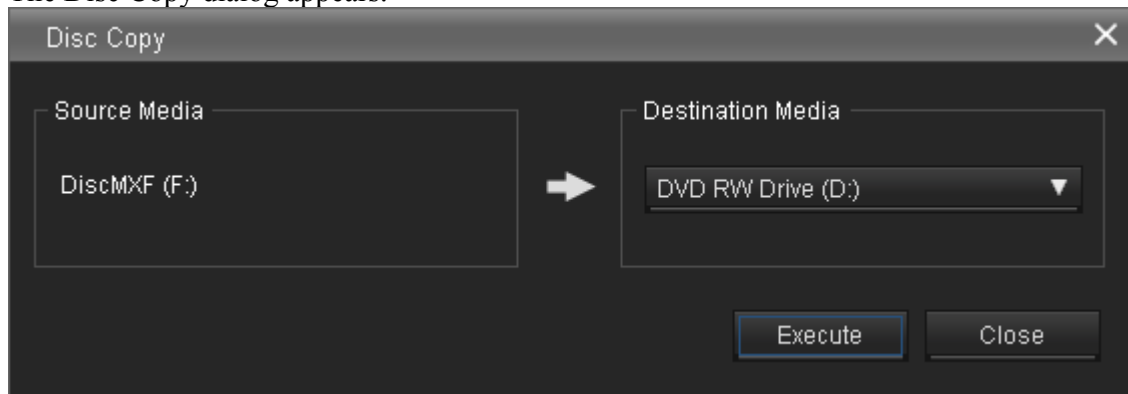 The Disc Copy dialog appears.
Disc Copy
Source Media
DiscMXF (F:)
Destination Media
DVD RW Drive (D:)
Execute
Close